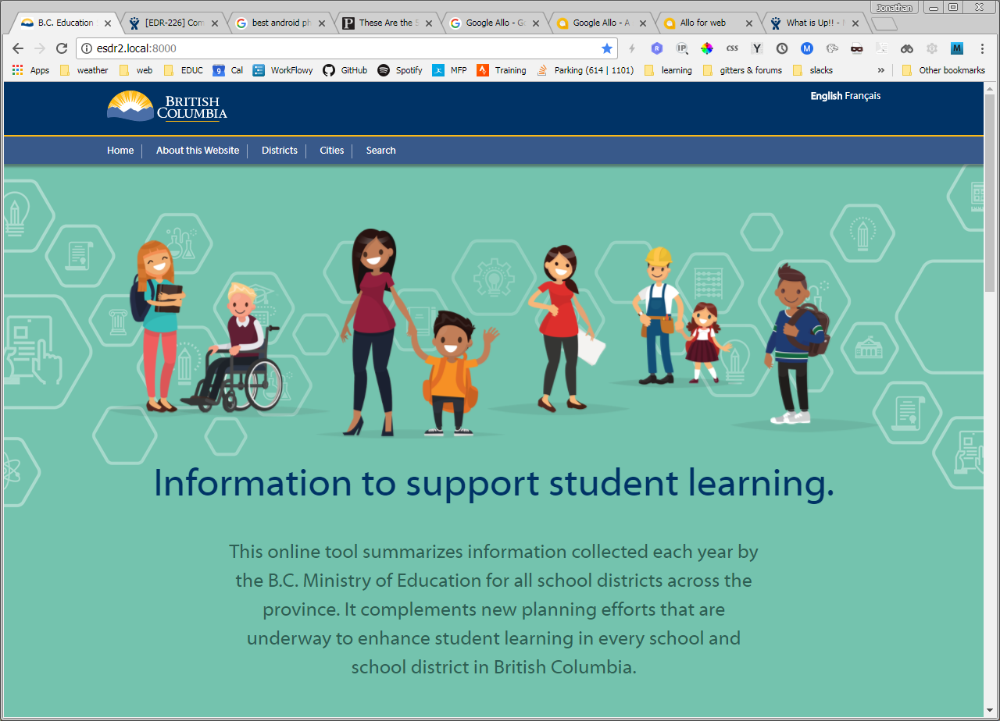 Jonathan
B.C. Education
[EDR-226] Com
best android ph
These Are the
Google Allo - Go
Google Allo - A
Allo for web
What is Up!! -
esdr2.local:8000
R IP CSS Y M M
Apps weather web EDUC 9 Cal WorkFlowy GitHub Spotify MFP Training Parking (614 | 1101) learning gitters & forums slacks » Other bookmarks
BRITISH
COLUMBIA
English Français
Home About this Website Districts Cities Search
Information to support student learning.
This online tool summarizes information collected each year by
the B.C. Ministry of Education for all school districts across the
province. It complements new planning efforts that are
underway to enhance student learning in every school and
school district in British Columbia.